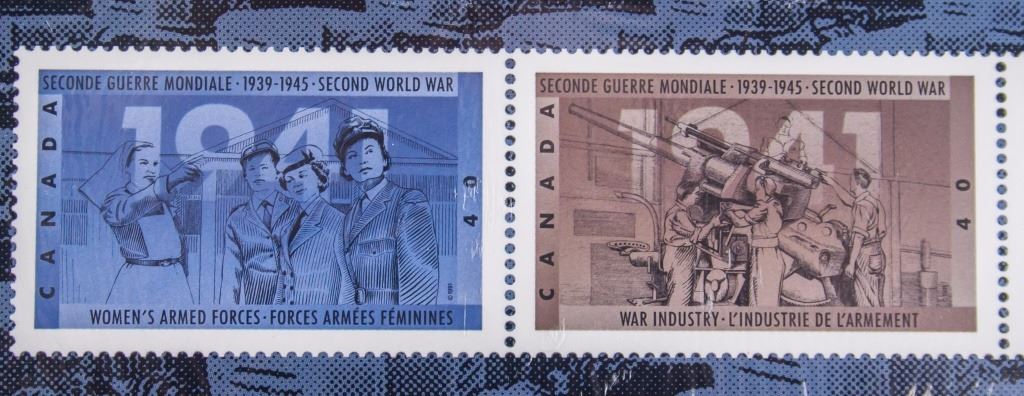 SECONDE GUERRE MONDIALE · 1939-1945 · SECOND WORLD WAR
1941
CANADA
40
© 1991
WOMEN'S ARMED FORCES · FORCES ARMÉES FÉMININES
SECONDE GUERRE MONDIALE · 1939-1945 · SECOND WORLD WAR
1941
CANADA
40
WAR INDUSTRY · L'INDUSTRIE DE L'ARMEMENT